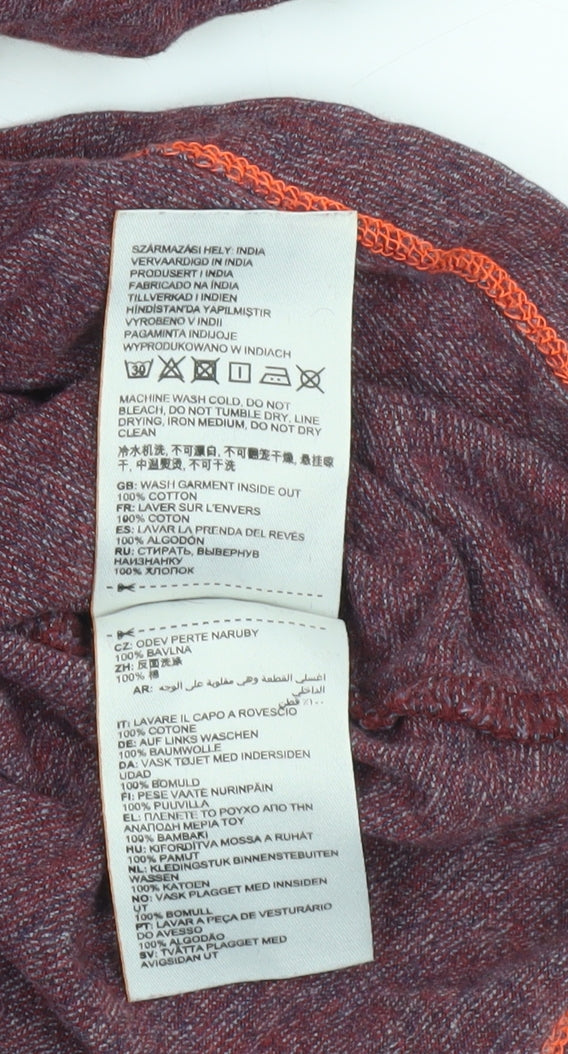 SZÁRMAZÁSI HELY: INDIA
VERVAARDIGD IN INDIA
PRODUSERT I INDIA
FABRICADO NA ÍNDIA
TILLVERKAD I INDIEN
HİNDİSTAN'DA YAPILMIŞTIR
VYROBENO V INDII
PAGAMINTA INDIJOJE
WYPRODUKOWANO W INDIACH
30
MACHINE WASH COLD, DO NOT
BLEACH, DO NOT TUMBLE DRY, LINE
DRYING, IRON MEDIUM, DO NOT DRY
CLEAN
冷水机洗, 不可漂白, 不可翻笼干燥, 悬挂晾
干, 中温熨烫, 不可干洗
GB: WASH GARMENT INSIDE OUT
100% COTTON
FR: LAVER SUR L'ENVERS
100% COTON
ES: LAVAR LA PRENDA DEL REVÉS
100% ALGODÓN
RU: СТИРАТЬ, ВЫВЕРНУВ
НАИЗНАНКУ
100% ХЛОПОК
CZ: ODEV PERTE NARUBY
100% BAVLNA
ZH: 反面洗涤
100% 棉
AR: اغسلي القطعة وهي مقلوبة على الوجه
الداخلي
١٠٠٪ قطن
IT: LAVARE IL CAPO A ROVESCIO
100% COTONE
DE: AUF LINKS WASCHEN
100% BAUMWOLLE
DA: VASK TØJET MED INDERSIDEN
UDAD
100% BOMULD
FI: PESE VAATE NURINPÄIN
100% PUUVILLA
EL: ΠΛΕΝΕΤΕ ΤΟ ΡΟΥΧΟ ΑΠΟ ΤΗΝ
ΑΝΑΠΟΔΗ ΜΕΡΙΑ ΤΟΥ
100% BAMBAKI
HU: KIFORDÍTVA MOSSA A RUHÁT
100% PAMUT
NL: KLEDINGSTUK BINNENSTEBUITEN
WASSEN
100% KATOEN
NO: VASK PLAGGET MED INNSIDEN
UT
100% BOMULL
PT: LAVAR A PEÇA DE VESTURÁRIO
DO AVESSO
100% ALGODÃO
SV: TVÄTTA PLAGGET MED
AVIGSIDAN UT